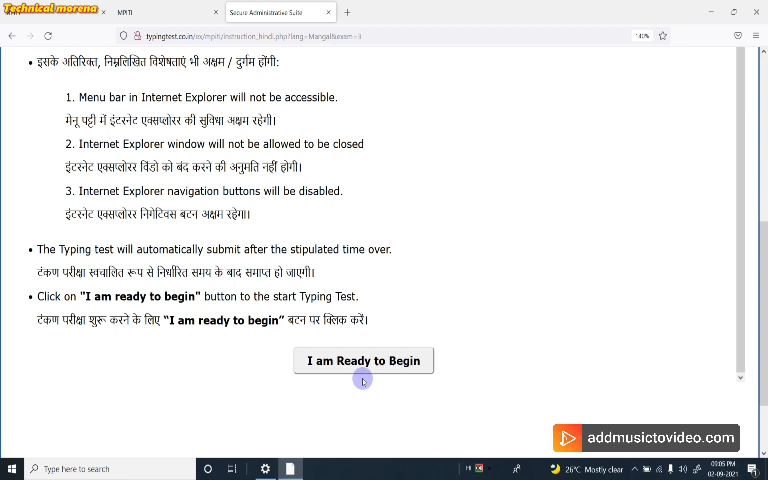 Technical morena
MPITI
Secure Administrative Suite
typingtest.co.in/ex/mpiti/instruction_hindi.php?lang=Mangal&exam=3
140%
• इसके अतिरिक्त, निम्नलिखित विशेषताएं भी अक्षम / दुर्गम होंगी:
1. Menu bar in Internet Explorer will not be accessible.
मेनू पट्टी में इंटरनेट एक्सप्लोरर की सुविधा अक्षम रहेगी।
2. Internet Explorer window will not be allowed to be closed
इंटरनेट एक्सप्लोरर विंडो को बंद करने की अनुमति नहीं होगी।
3. Internet Explorer navigation buttons will be disabled.
इंटरनेट एक्सप्लोरर निगेटिवस बटन अक्षम रहेगा।
• The Typing test will automatically submit after the stipulated time over.
टंकण परीक्षा स्वचालित रूप से निर्धारित समय के बाद समाप्त हो जाएगी।
• Click on "I am ready to begin" button to the start Typing Test.
टंकण परीक्षा शुरू करने के लिए “I am ready to begin” बटन पर क्लिक करें।
I am Ready to Begin
addmusictovideo.com
Type here to search
HI
26°C Mostly clear
09:05 PM
02-09-2021